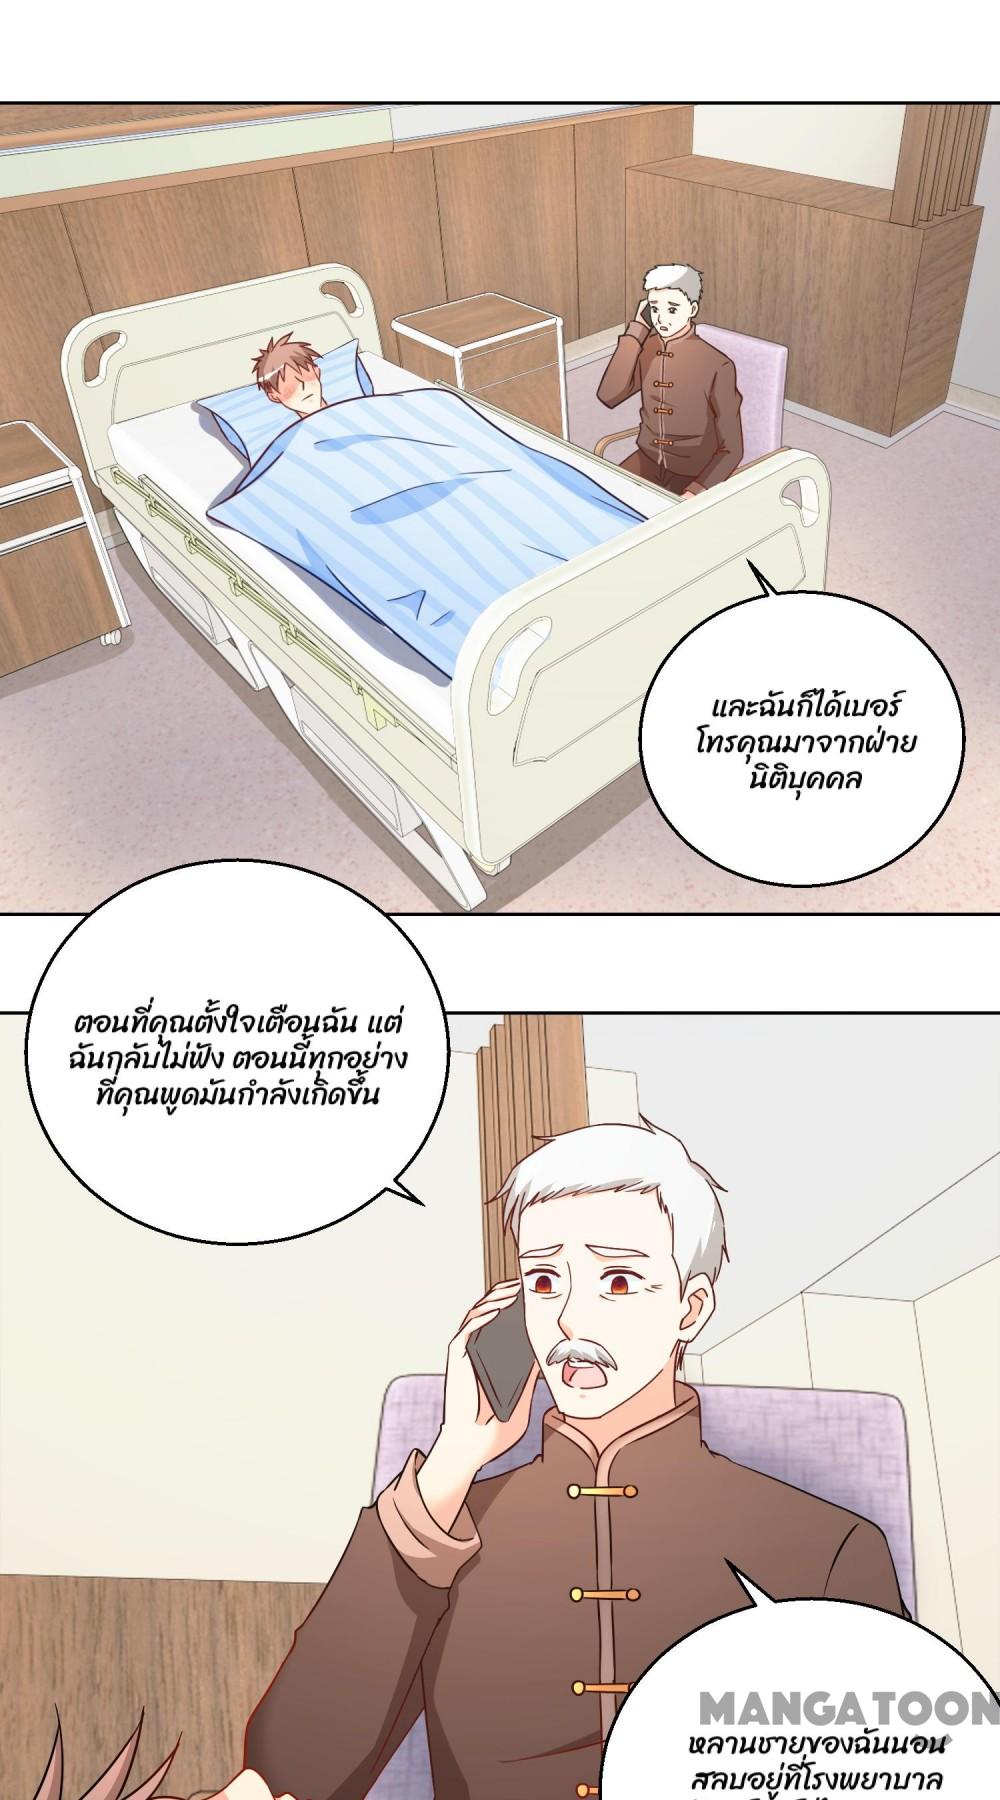 และฉันก็ได้เบอร์
โทรคุณมาจากฝ่าย
นิติบุคคล
ตอนที่คุณตั้งใจเตือนฉัน แต่
ฉันกลับไม่ฟัง ตอนนี้ทุกอย่าง
ที่คุณพูดมันกำลังเกิดขึ้น
MANGATOON
หลานชายของฉันนอน
สลบอยู่ที่โรงพยาบาล